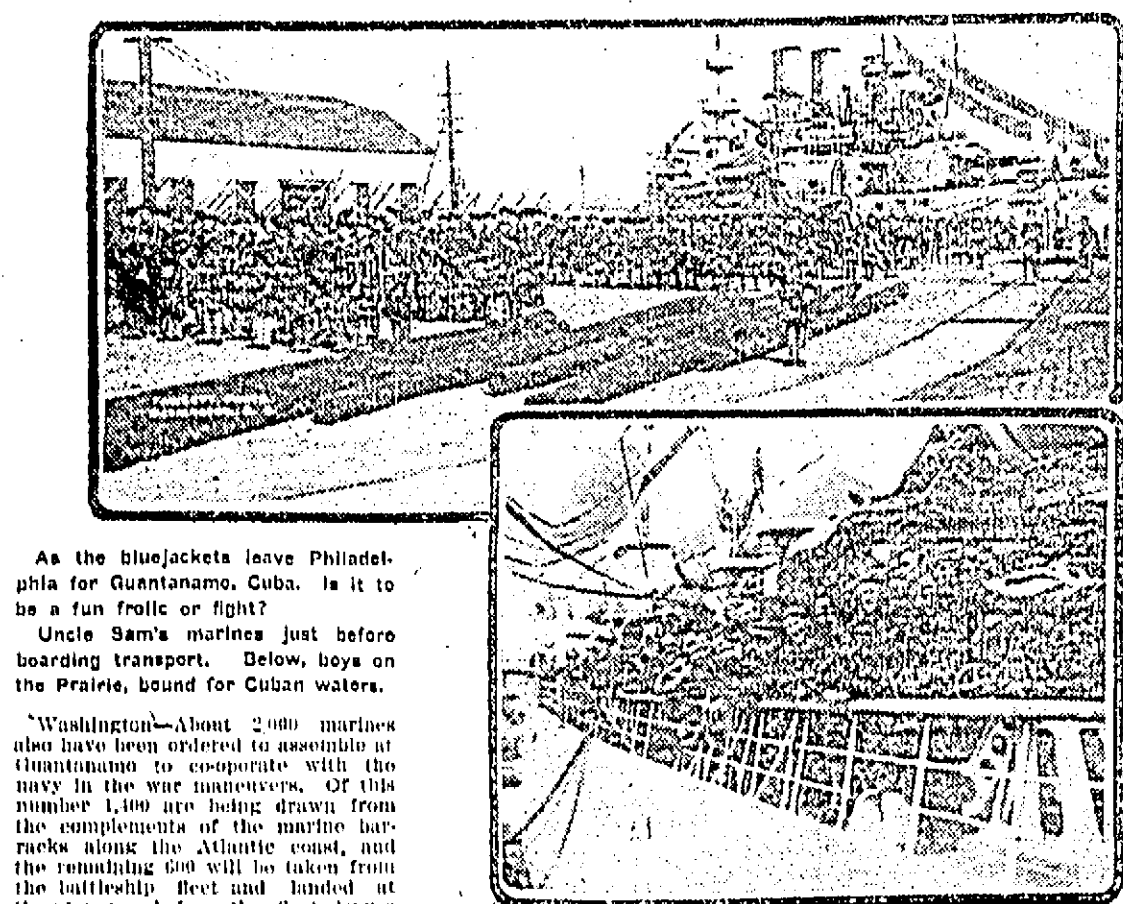 As the bluejackets leave Philadel-
phia for Guantanamo, Cuba. Is it to
be a fun frolic or fight?
Uncle Sam's marines just before
boarding transport. Below, boys on
the Prairie, bound for Cuban waters.
Washington—About 2,000 marines
also have been ordered to assemble at
Guantanamo to co-operate with the
navy in the war maneuvers. Of this
number 1,400 are being drawn from
the complements of the marine bar-
racks along the Atlantic coast, and
the remaining 600 will be taken from
the battleship fleet and landed at